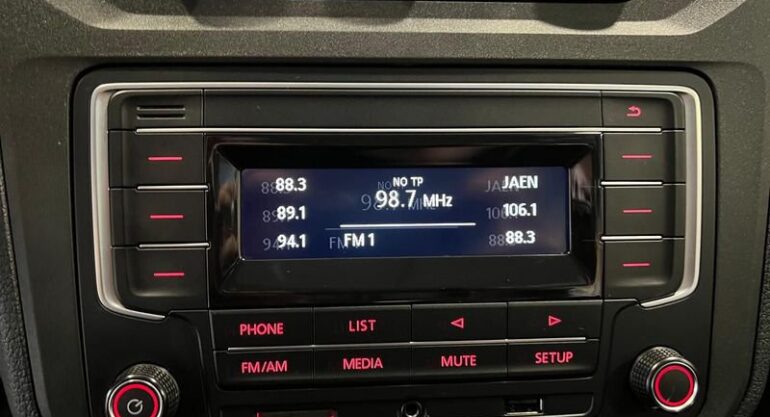 88.3 NO TP JAEN
98.7 MHz
89.1 106.1
94.1 FM 1 88.3
PHONE LIST
FM/AM MEDIA MUTE SETUP